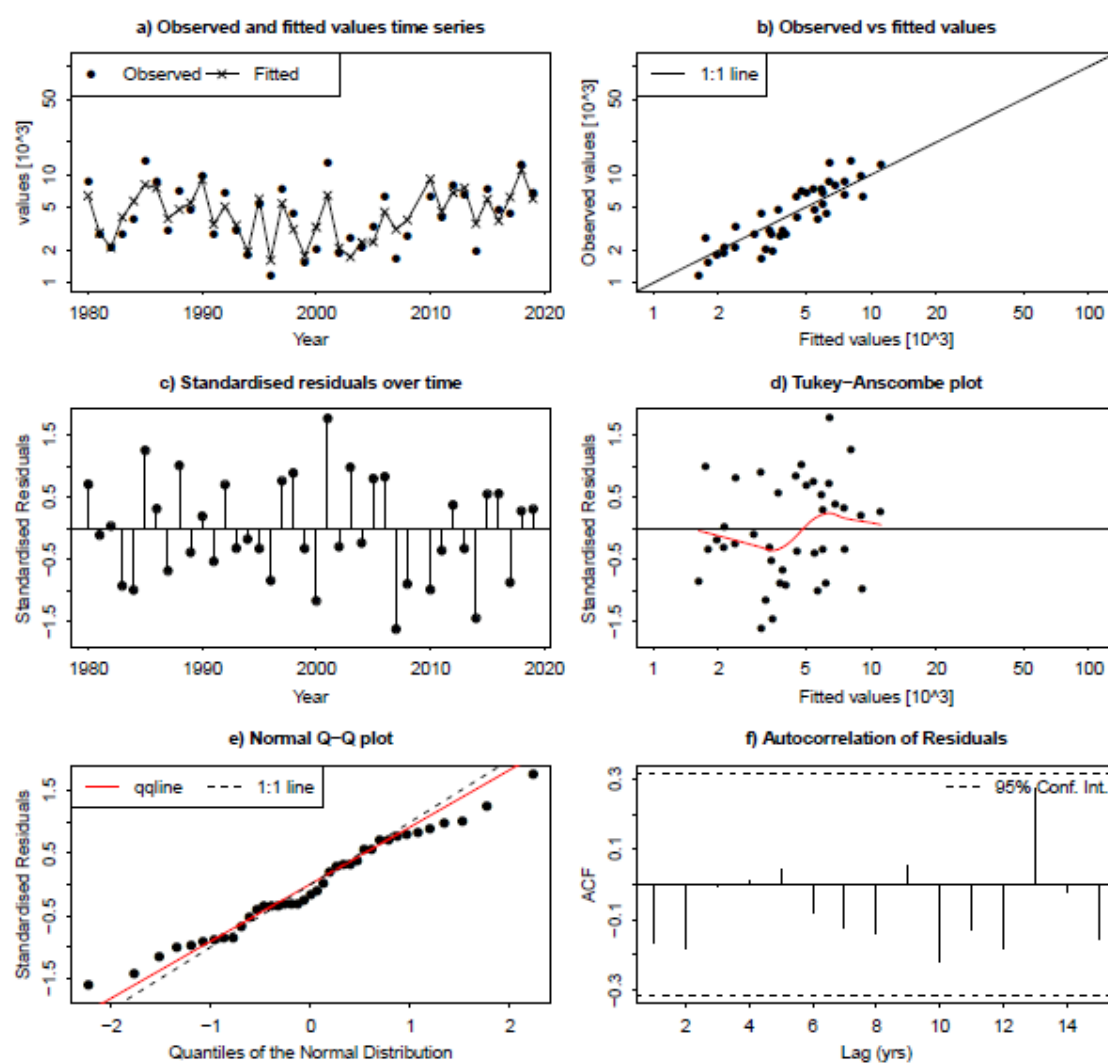 a) Observed and fitted values time series
Observed Fitted
values [10^3]
1 2 5 10 50
1980 1990 2000 2010 2020
Year
b) Observed vs fitted values
1:1 line
Observed values [10^3]
1 2 5 10 50
1 2 5 10 20 50 100
Fitted values [10^3]
c) Standardised residuals over time
Standardised Residuals
−1.5 −0.5 0.5 1.5
1980 1990 2000 2010 2020
Year
d) Tukey−Anscombe plot
Standardised Residuals
−1.5 −0.5 0.5 1.5
1 2 5 10 20 50 100
Fitted values [10^3]
e) Normal Q−Q plot
qqline 1:1 line
Standardised Residuals
−1.5 −0.5 0.5 1.5
−2 −1 0 1 2
Quantiles of the Normal Distribution
f) Autocorrelation of Residuals
95% Conf. Int.
ACF
−0.3 −0.1 0.1 0.3
2 4 6 8 10 12 14
Lag (yrs)